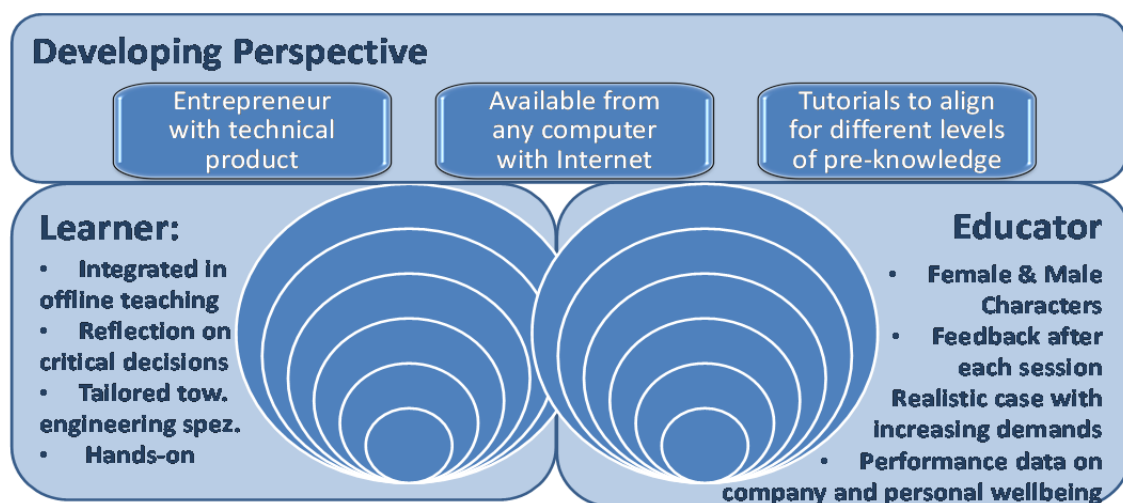 Developing Perspective
Entrepreneur
with technical
product
Available from
any computer
with Internet
Tutorials to align
for different levels
of pre-knowledge
Learner:
• Integrated in
offline teaching
• Reflection on
critical decisions
• Tailored tow.
engineering spez.
• Hands-on
Educator
• Female & Male
Characters
• Feedback after
each session
Realistic case with
increasing demands
• Performance data on
company and personal wellbeing